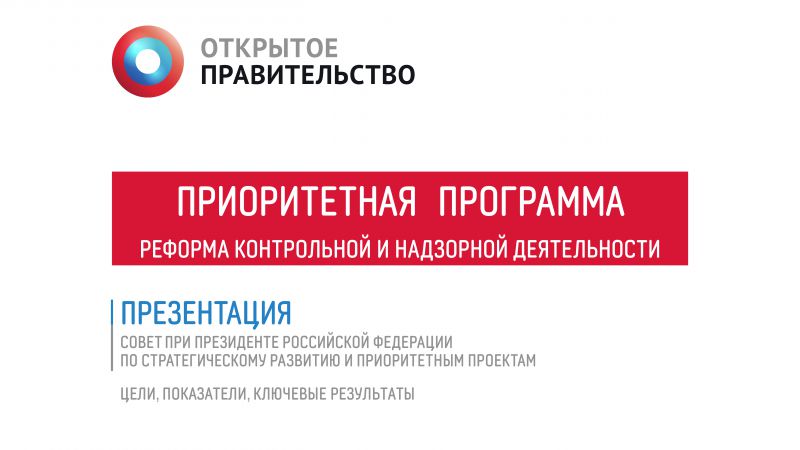 ОТКРЫТОЕ
ПРАВИТЕЛЬСТВО
ПРИОРИТЕТНАЯ ПРОГРАММА
РЕФОРМА КОНТРОЛЬНОЙ И НАДЗОРНОЙ ДЕЯТЕЛЬНОСТИ
ПРЕЗЕНТАЦИЯ
СОВЕТ ПРИ ПРЕЗИДЕНТЕ РОССИЙСКОЙ ФЕДЕРАЦИИ
ПО СТРАТЕГИЧЕСКОМУ РАЗВИТИЮ И ПРИОРИТЕТНЫМ ПРОЕКТАМ
ЦЕЛИ, ПОКАЗАТЕЛИ, КЛЮЧЕВЫЕ РЕЗУЛЬТАТЫ